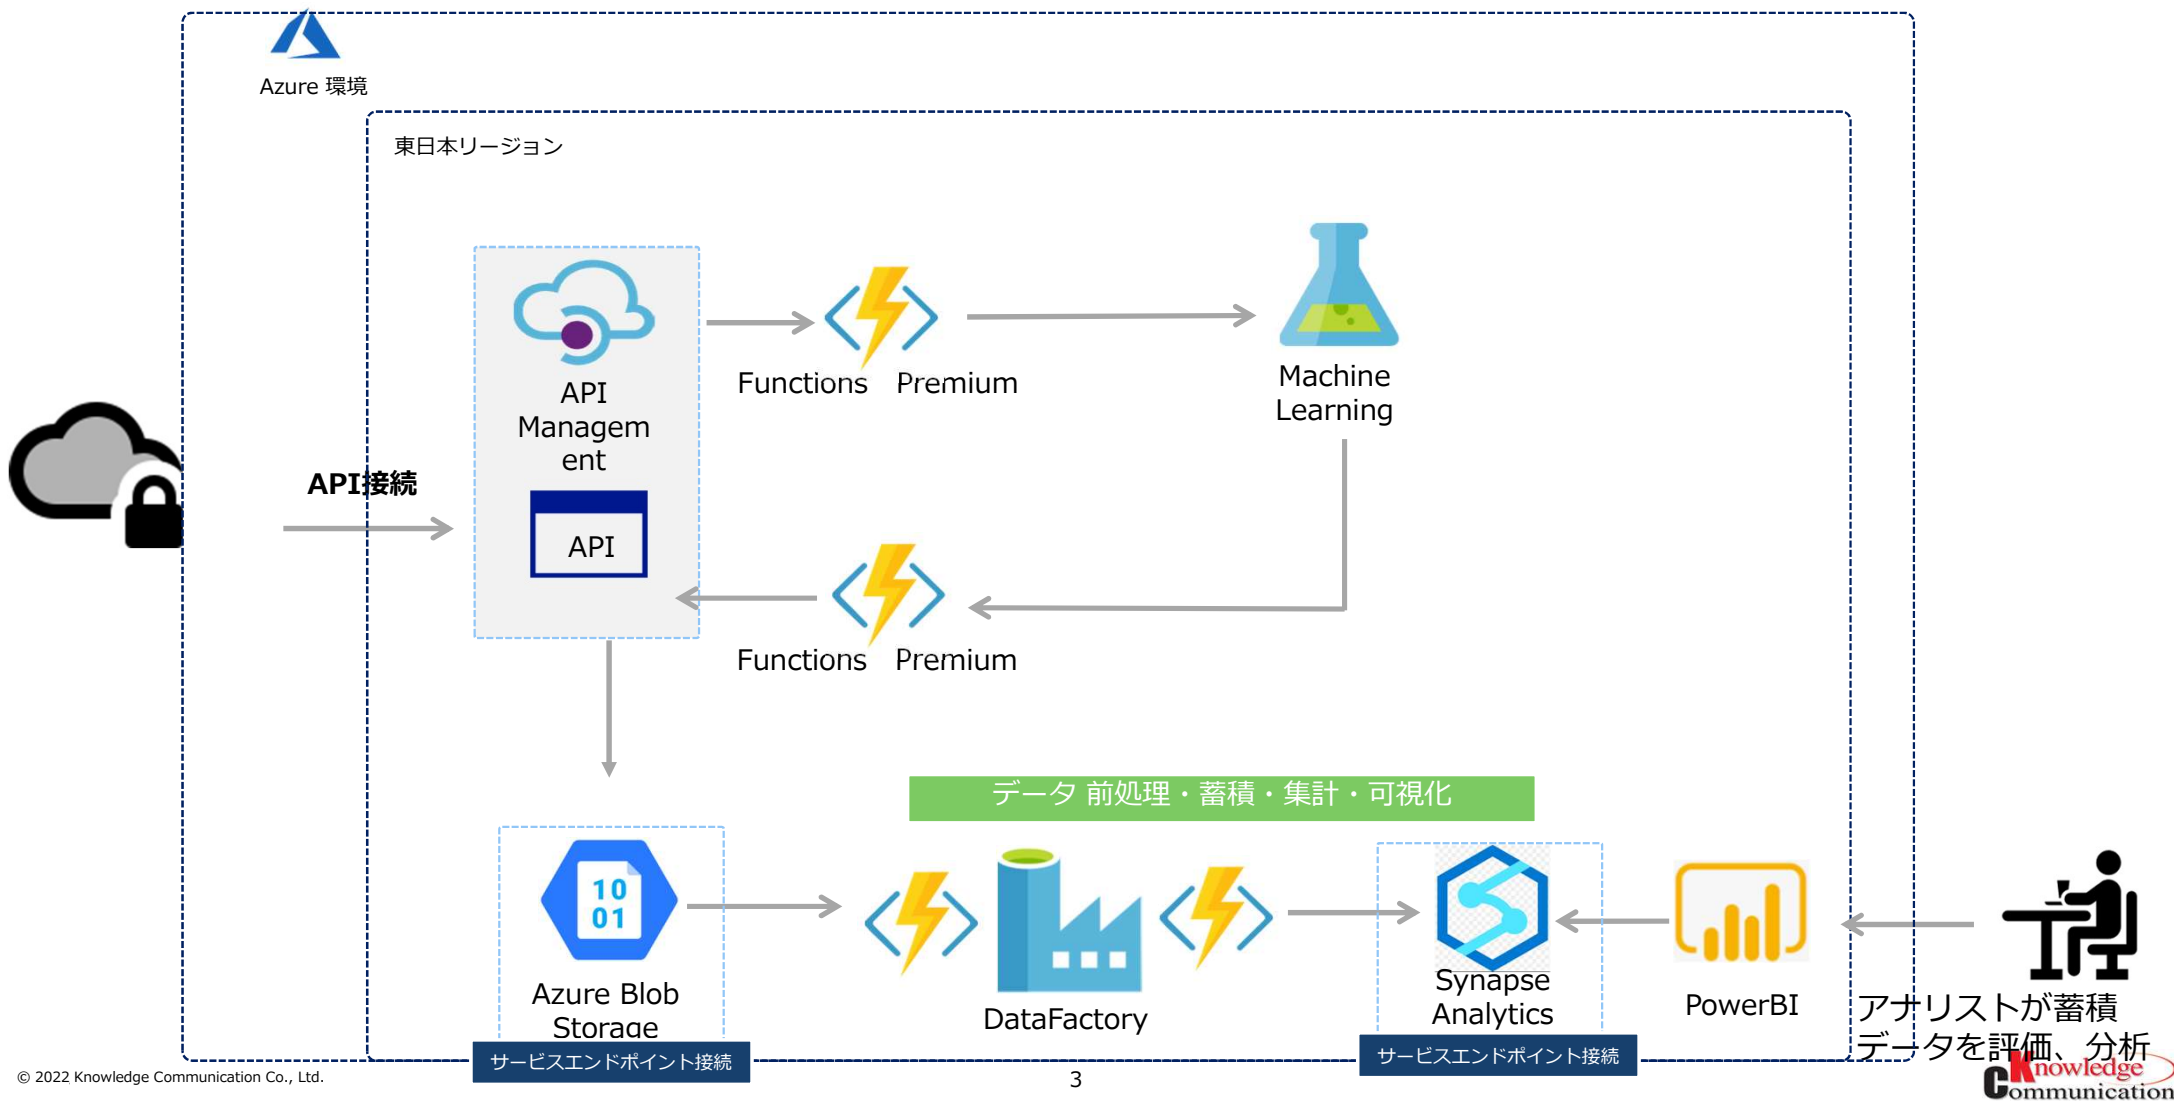 Azure 環境
東日本リージョン
API
Managem
ent
API
Functions Premium
Machine
Learning
API接続
Functions Premium
データ 前処理・蓄積・集計・可視化
10
01
Azure Blob
Storage
サービスエンドポイント接続
DataFactory
Synapse
Analytics
サービスエンドポイント接続
PowerBI
アナリストが蓄積
データを評価、分析
© 2022 Knowledge Communication Co., Ltd.
3
Knowledge
Communication